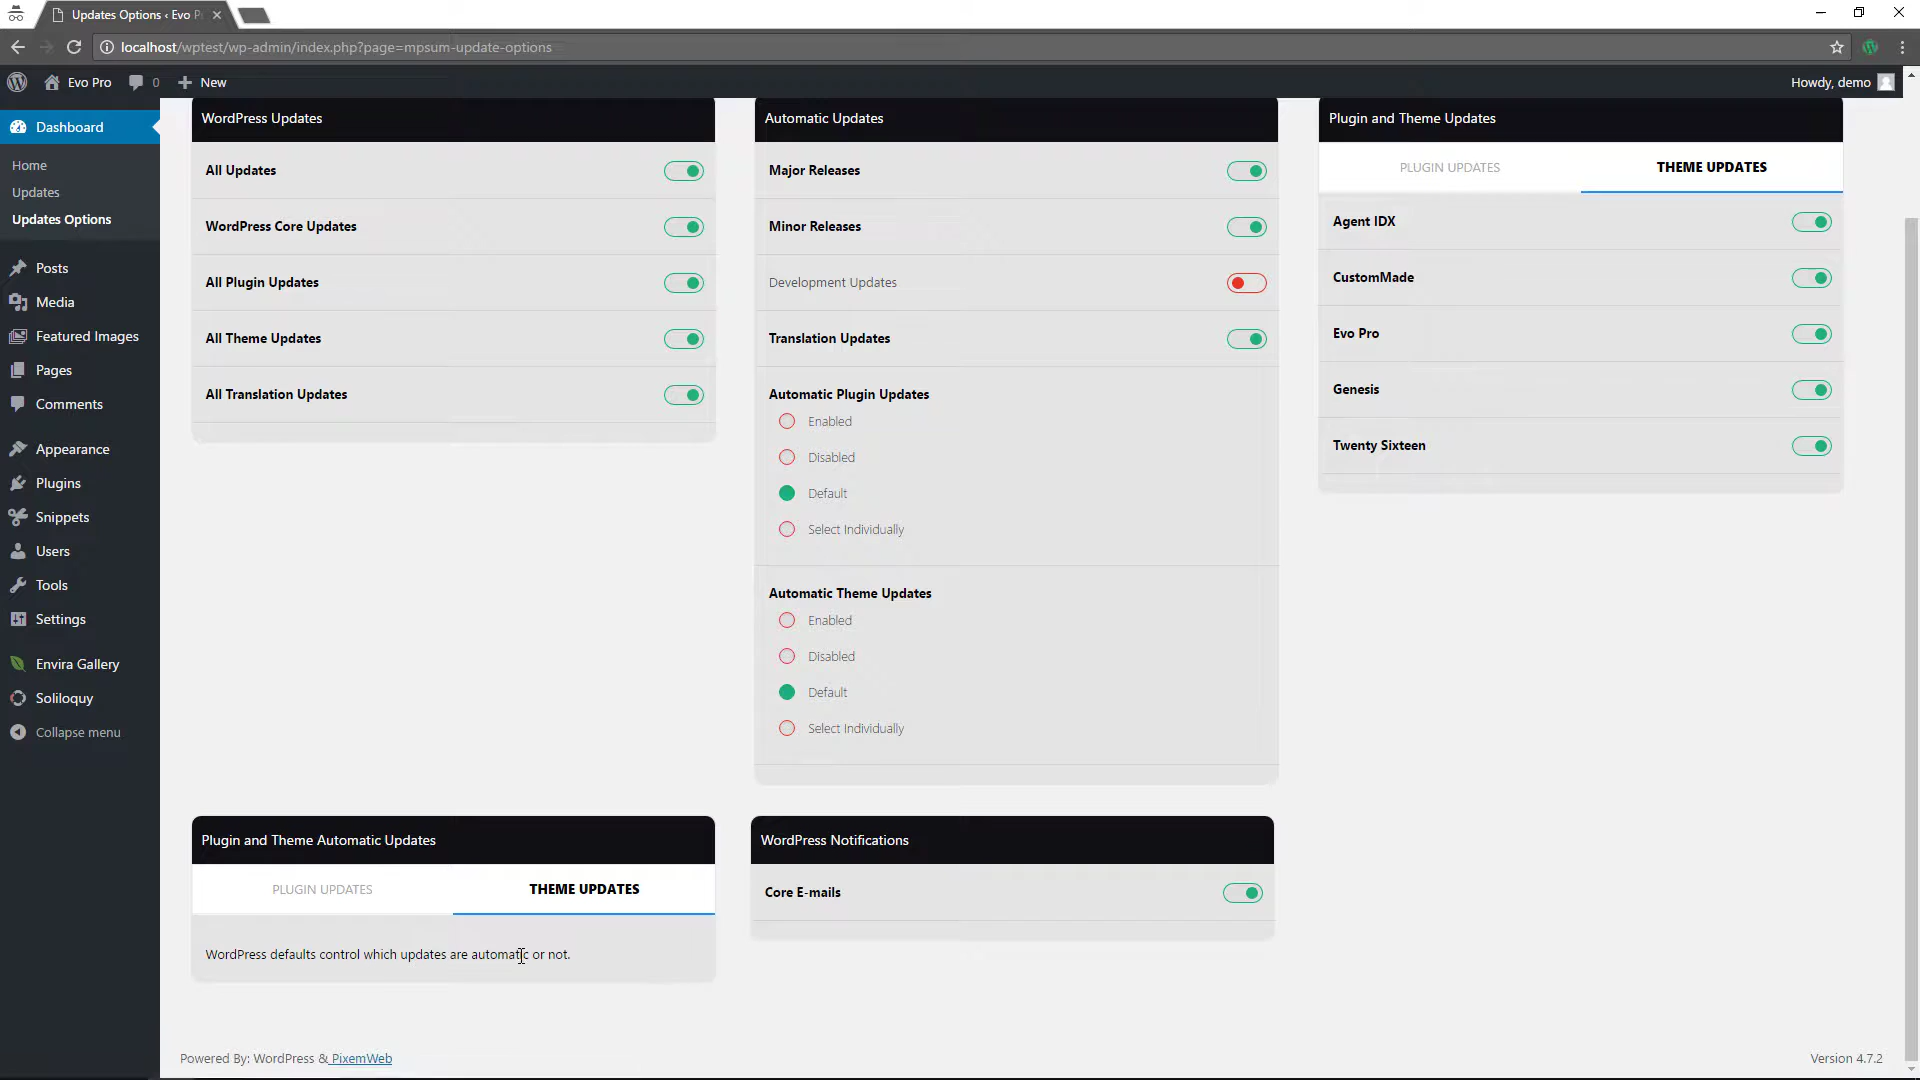 Updates Options ‹ Evo P
localhost/wptest/wp-admin/index.php?page=mpsum-update-options
Evo Pro
0
New
Howdy, demo
Dashboard
Home
Updates
Updates Options
Posts
Media
Featured Images
Pages
Comments
Appearance
Plugins
Snippets
Users
Tools
Settings
Envira Gallery
Soliloquy
Collapse menu
WordPress Updates
All Updates
WordPress Core Updates
All Plugin Updates
All Theme Updates
All Translation Updates
Automatic Updates
Major Releases
Minor Releases
Development Updates
Translation Updates
Automatic Plugin Updates
Enabled
Disabled
Default
Select Individually
Automatic Theme Updates
Enabled
Disabled
Default
Select Individually
Plugin and Theme Updates
PLUGIN UPDATES
THEME UPDATES
Agent IDX
CustomMade
Evo Pro
Genesis
Twenty Sixteen
Plugin and Theme Automatic Updates
PLUGIN UPDATES
THEME UPDATES
WordPress defaults control which updates are automatic or not.
WordPress Notifications
Core E-mails
Powered By: WordPress & PixemWeb
Version 4.7.2